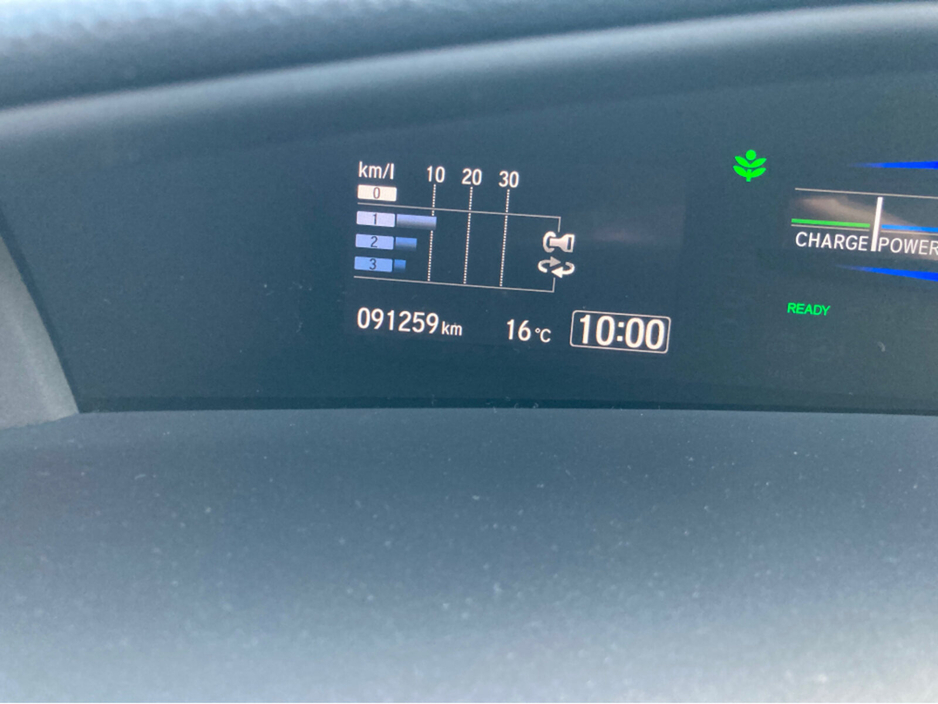 km/l 10 20 30
0
1
2
3
091259km 16°C 10:00
CHARGE POWER
READY